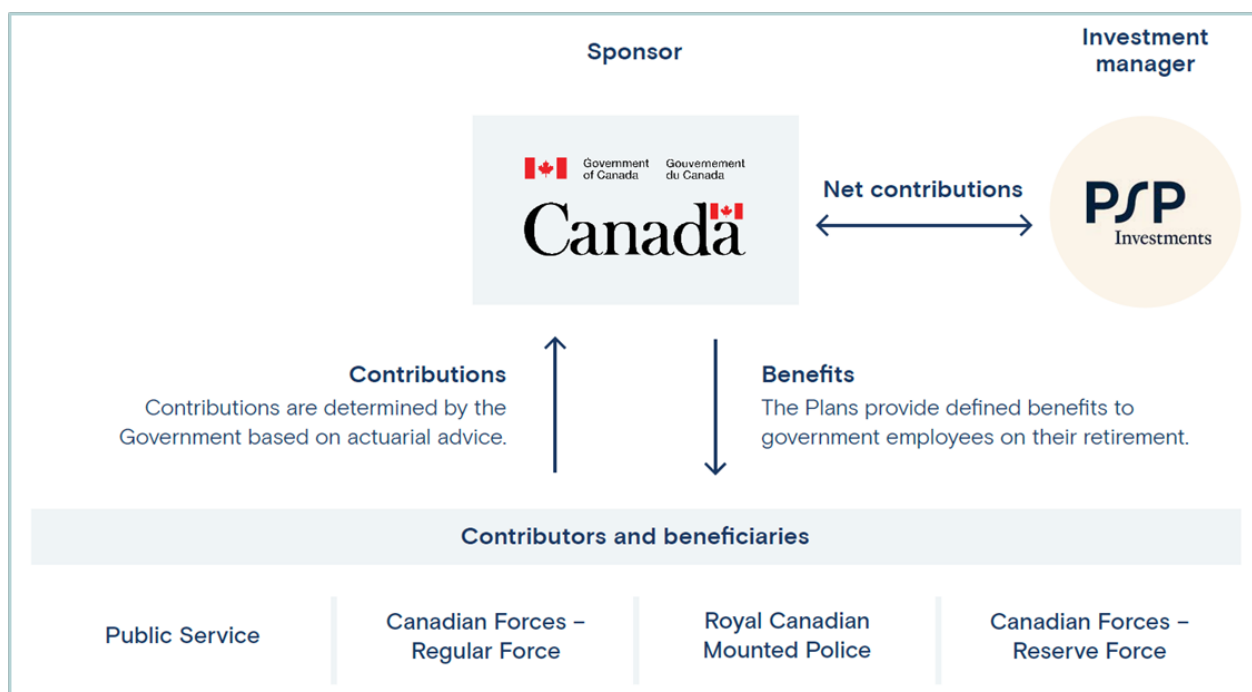 Sponsor
Investment
manager
Government
of Canada
Gouvernement
du Canada
Canada
Net contributions
PSP
Investments
Contributions
Contributions are determined by the
Government based on actuarial advice.
Benefits
The Plans provide defined benefits to
government employees on their retirement.
Contributors and beneficiaries
Public Service
Canadian Forces –
Regular Force
Royal Canadian
Mounted Police
Canadian Forces –
Reserve Force